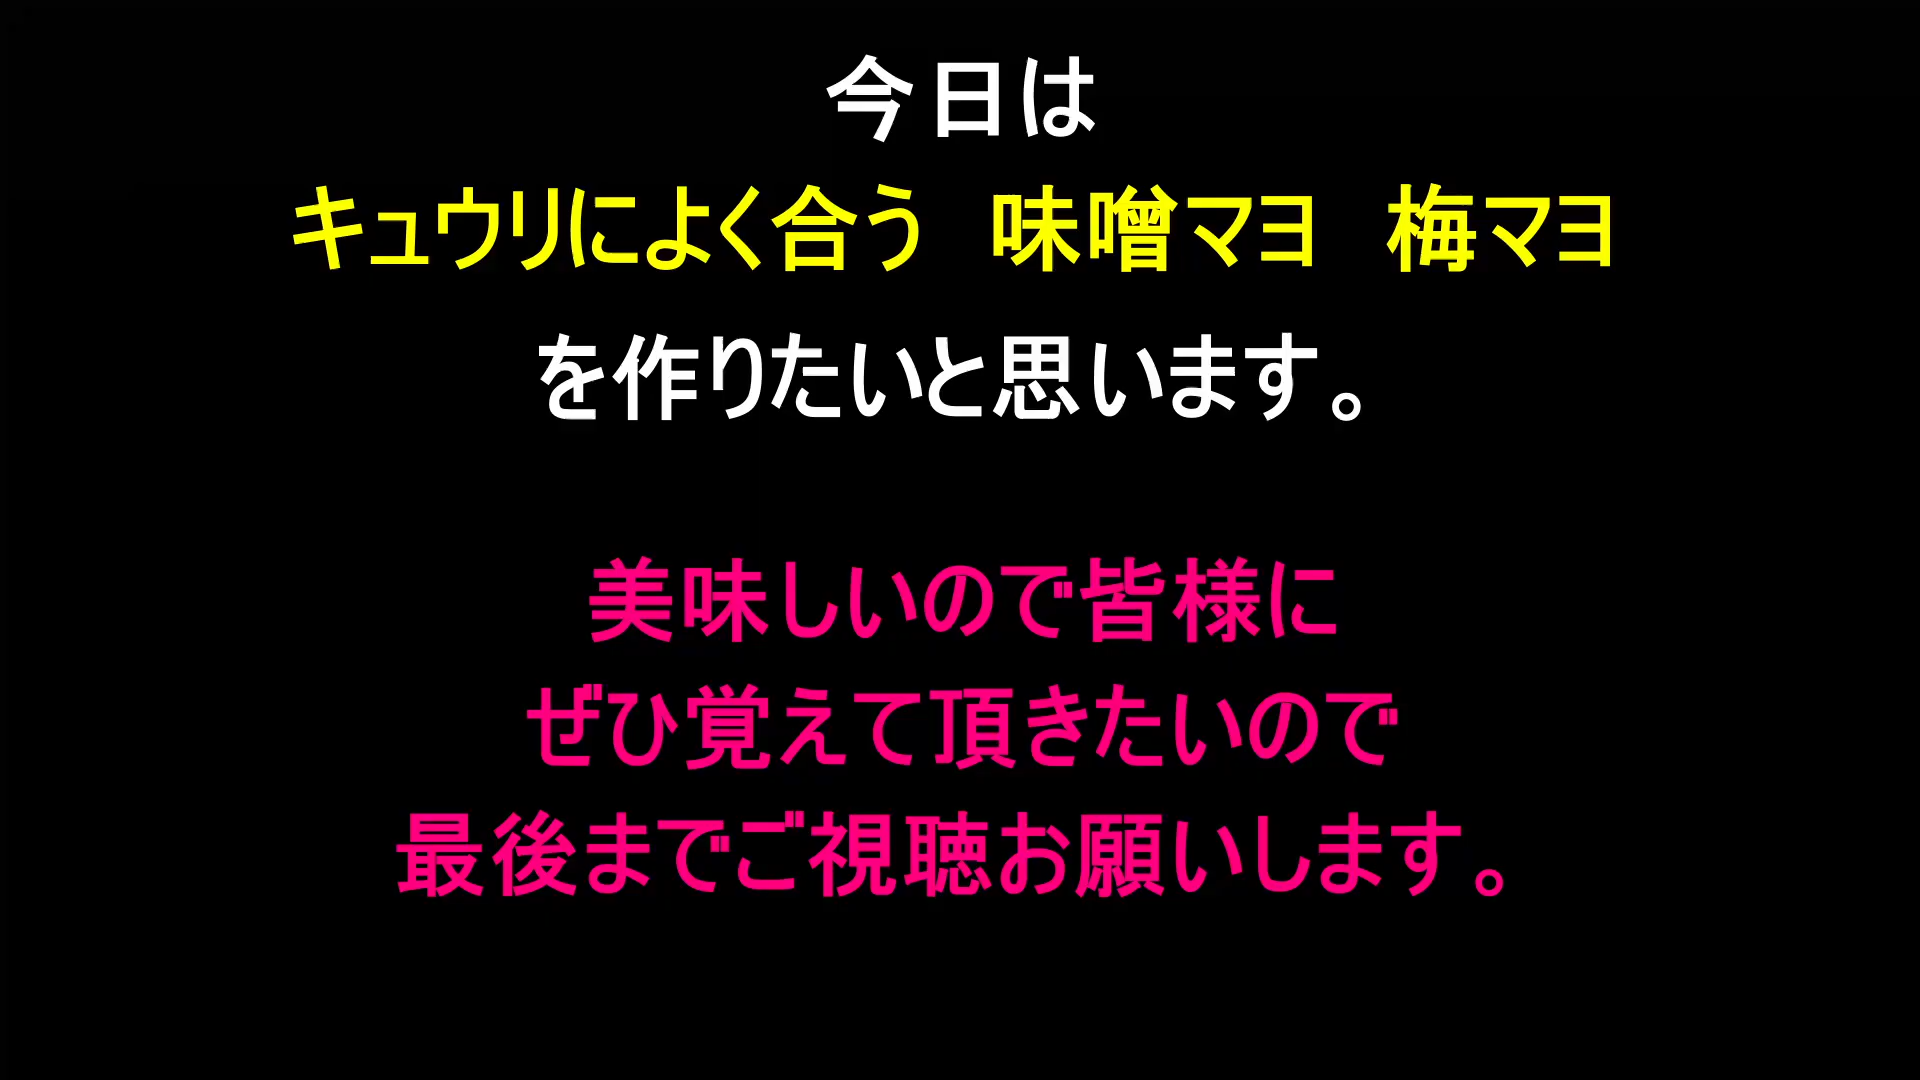 今日は
キュウリによく合う　味噌マヨ　梅マヨ
を作りたいと思います。
美味しいので皆様に
ぜひ覚えて頂きたいので
最後までご視聴お願いします。